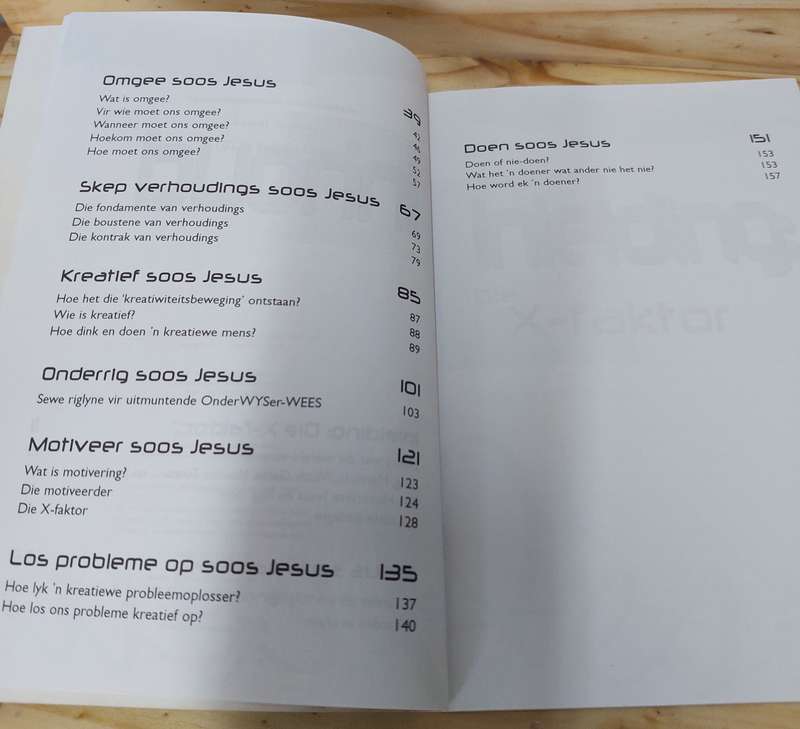 Omgee soos Jesus 39
Wat is omgee? 43
Vir wie moet ons omgee? 46
Wanneer moet ons omgee? 49
Hoekom moet ons omgee? 52
Hoe moet ons omgee? 57
Skep verhoudings soos Jesus 67
Die fondamente van verhoudings 69
Die boustene van verhoudings 73
Die kontrak van verhoudings 79
Kreatief soos Jesus 85
Hoe het die 'kreatiwiteitsbeweging' ontstaan? 87
Wie is kreatief? 88
Hoe dink en doen 'n kreatiewe mens? 89
Onderrig soos Jesus 101
Sewe riglyne vir uitmuntende OnderWYSer-WEES 103
Motiveer soos Jesus 121
Wat is motivering? 123
Die motiveerder 124
Die X-faktor 128
Los probleme op soos Jesus 135
Hoe lyk 'n kreatiewe probleemoplosser? 137
Hoe los ons probleme kreatief op? 140
Doen soos Jesus 151
Doen of nie-doen? 153
Wat het 'n doener wat ander nie het nie? 153
Hoe word ek 'n doener? 157